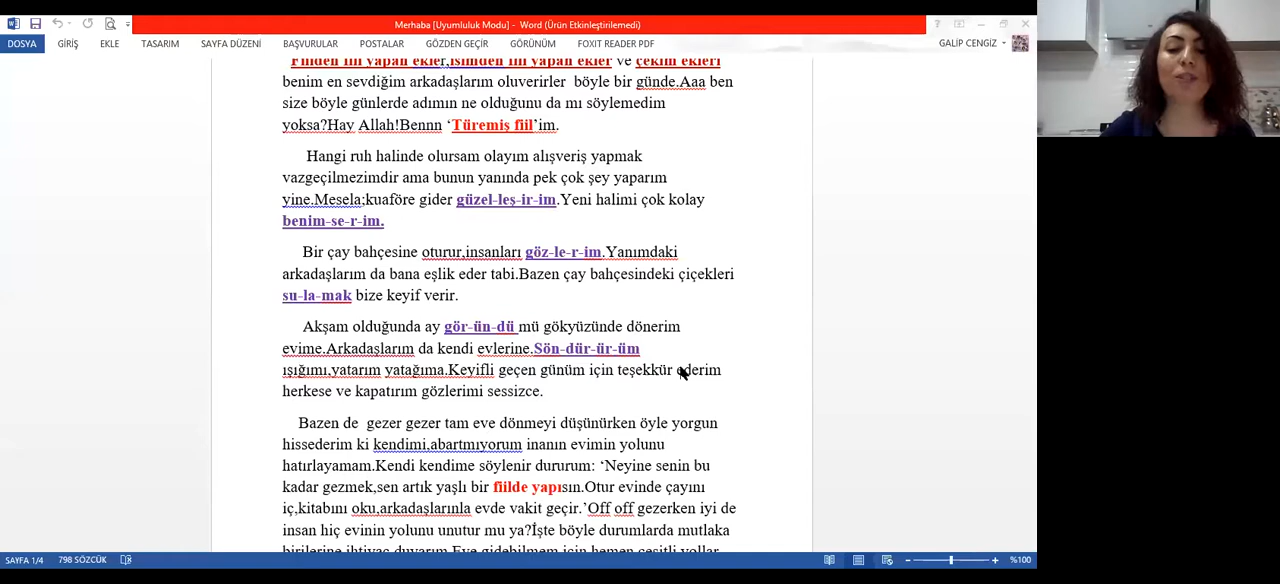 Merhaba [Uyumluluk Modu] - Word (Ürün Etkinleştirilemedi)
DOSYA GİRİŞ EKLE TASARIM SAYFA DÜZENİ BAŞVURULAR POSTALAR GÖZDEN GEÇİR GÖRÜNÜM FOXIT READER PDF GALİP CENGİZ
Fiilden fiil yapan ekler,isimden fiil yapan ekler ve çekim ekleri
benim en sevdiğim arkadaşlarım oluverirler böyle bir günde.Aaa ben
size böyle günlerde adımın ne olduğunu da mı söylemedim
yoksa?Hay Allah!Bennn ‘Türemiş fiil’im.
Hangi ruh halinde olursam olayım alışveriş yapmak
vazgeçilmezimdir ama bunun yanında pek çok şey yaparım
yine.Mesela;kuaföre gider güzel-leş-ir-im.Yeni halimi çok kolay
benim-se-r-im.
Bir çay bahçesine oturur,insanları göz-le-r-im.Yanımdaki
arkadaşlarım da bana eşlik eder tabi.Bazen çay bahçesindeki çiçekleri
su-la-mak bize keyif verir.
Akşam olduğunda ay gör-ün-dü mü gökyüzünde dönerim
evime.Arkadaşlarım da kendi evlerine.Sön-dür-ür-üm
ışığımı,yatarım yatağıma.Keyifli geçen günüm için teşekkür ederim
herkese ve kapatırım gözlerimi sessizce.
Bazen de gezer gezer tam eve dönmeyi düşünürken öyle yorgun
hissederim ki kendimi,abartmıyorum inanın evimin yolunu
hatırlayamam.Kendi kendime söylenir dururum: ‘Neyine senin bu
kadar gezmek,sen artık yaşlı bir fiilde yapısın.Otur evinde çayını
iç,kitabını oku,arkadaşlarınla evde vakit geçir.’Off off gezerken iyi de
insan hiç evinin yolunu unutur mu ya?İşte böyle durumlarda mutlaka
birilerine ihtiyaç duyarım.Eve gidebilmem için hemen çeşitli yollar
SAYFA 1/4 798 SÖZCÜK %100